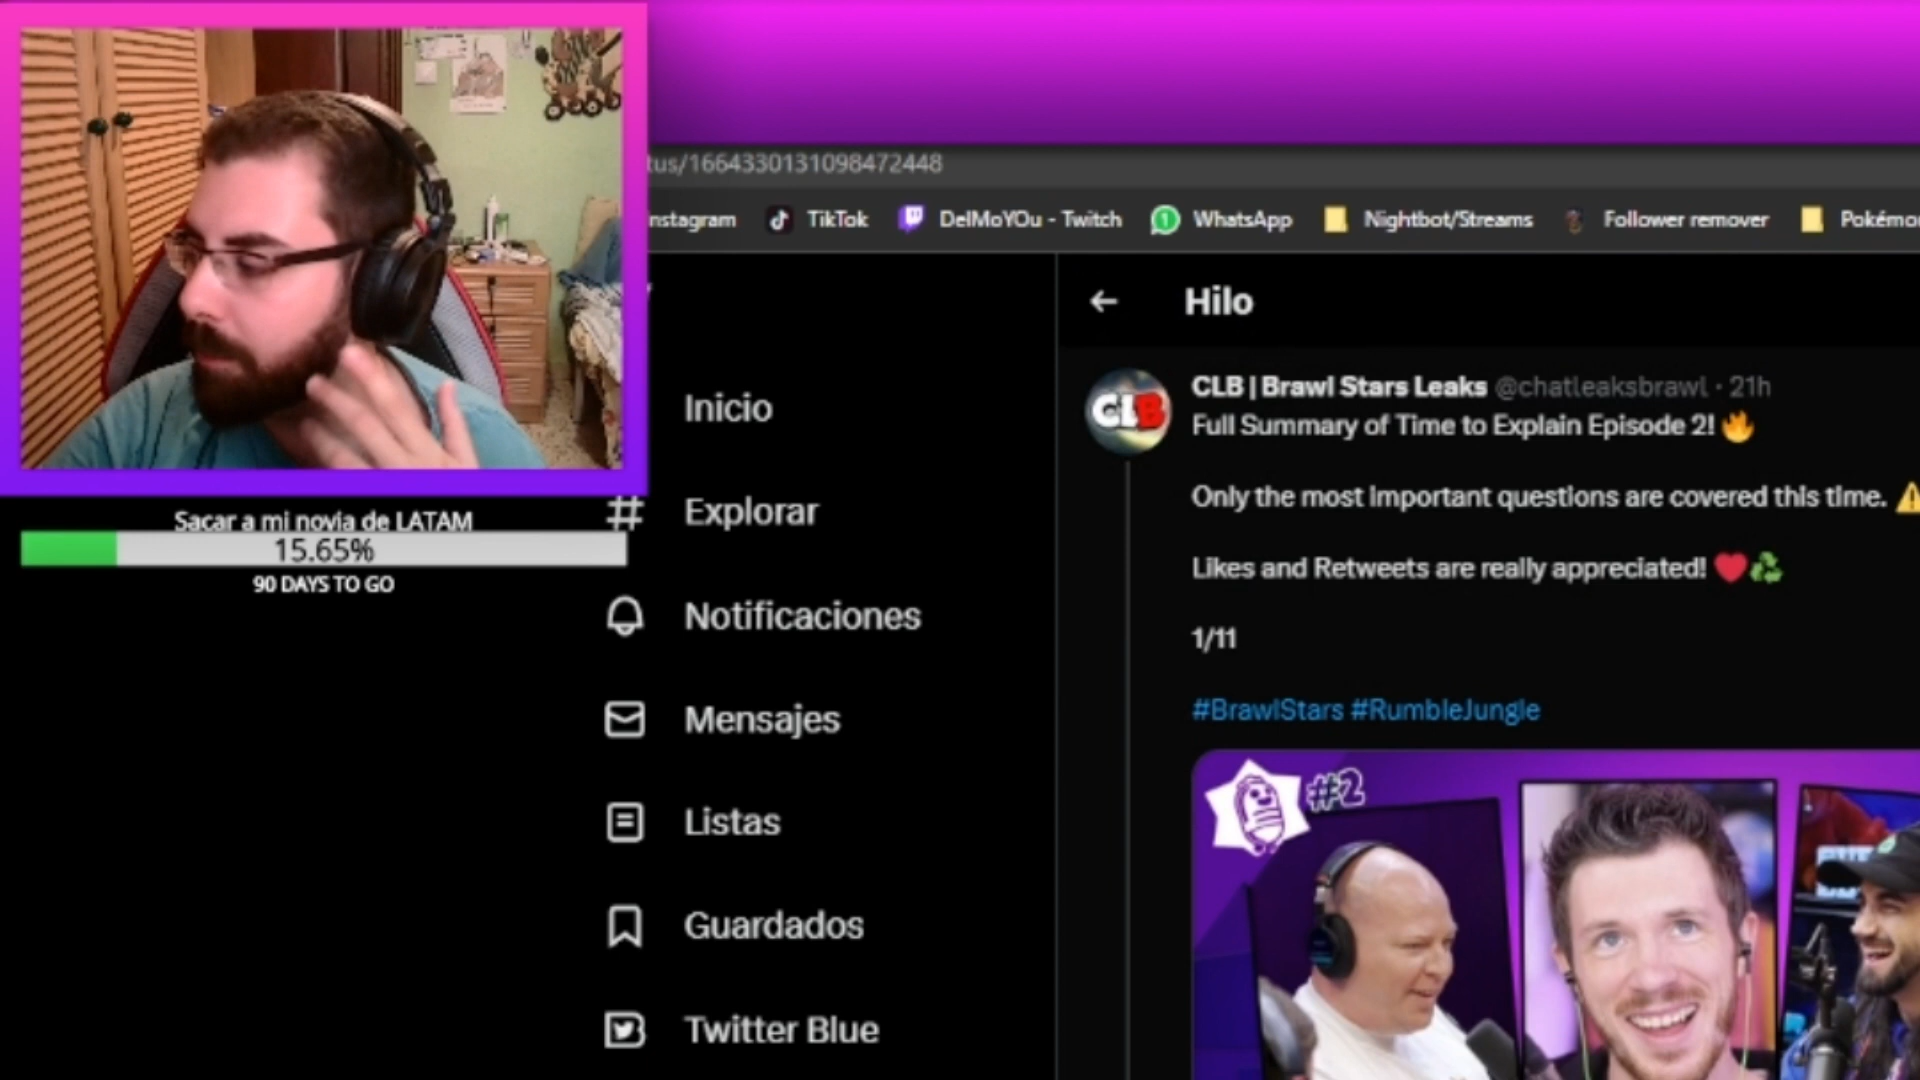 tus/1664330131098472448
nstagram TikTok DelMoYOu - Twitch WhatsApp Nightbot/Streams Follower remover Pokémon
Sacar a mi novia de LATAM
15.65%
90 DAYS TO GO
Inicio
Explorar
Notificaciones
Mensajes
Listas
Guardados
Twitter Blue
Hilo
CLB | Brawl Stars Leaks @chatleaksbrawl · 21h
Full Summary of Time to Explain Episode 2!🔥
Only the most important questions are covered this time. ⚠
Likes and Retweets are really appreciated! ❤♻
1/11
#BrawlStars #RumbleJungle
CLB
#2